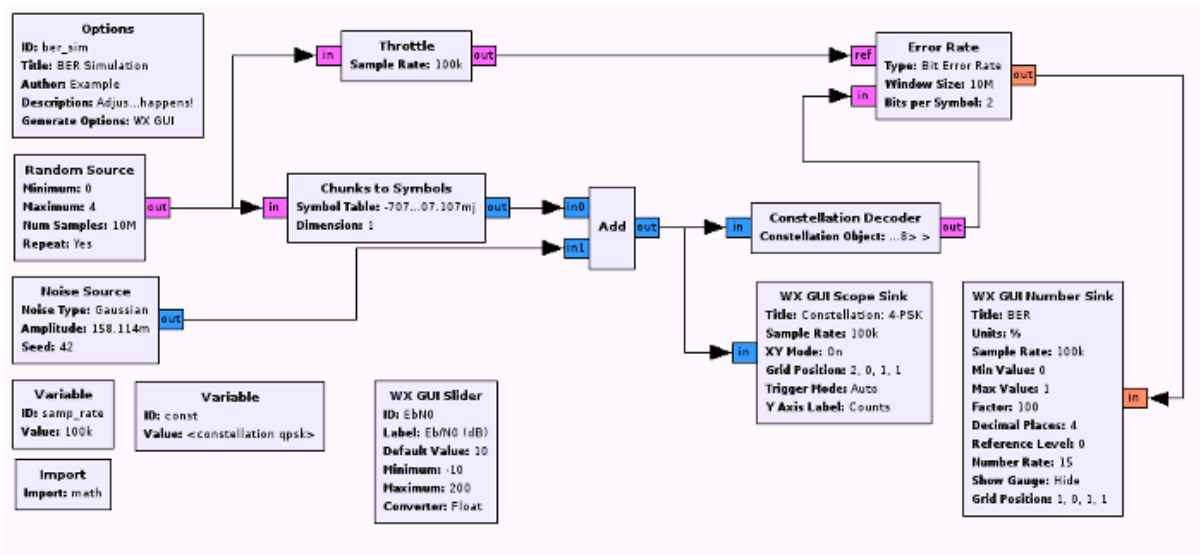 Options
ID: ber_sim
Title: BER Simulation
Author: Example
Description: Adjus...happens!
Generate Options: WX GUI
Throttle
in
Sample Rate: 100k
out
Error Rate
ref
Type: Bit Error Rate
Window Size: 10M
out
in
Bits per Symbol: 2
Random Source
Minimum: 0
Maximum: 4
out
Num Samples: 10M
Repeat: Yes
Chunks to Symbols
in
Symbol Table: -707...07.107mj
out
Dimensions: 1
in0
Add
out
in1
Constellation Decoder
in
Constellation Object: ...8> >
out
Noise Source
Noise Type: Gaussian
Amplitude: 158.114m
out
Seed: 42
WX GUI Scope Sink
Title: Constellation: 4-PSK
Sample Rate: 100k
in
XY Mode: On
Grid Position: 2, 0, 1, 1
Trigger Mode: Auto
Y Axis Label: Counts
WX GUI Number Sink
Title: BER
Units: %
Sample Rate: 100k
Min Value: 0
Max Value: 1
in
Factor: 100
Decimal Places: 4
Reference Level: 0
Number Rate: 15
Show Gauge: Hide
Grid Position: 1, 0, 1, 1
Variable
ID: samp_rate
Value: 100k
Variable
ID: const
Value: <constellation qpsk>
WX GUI Slider
ID: EbN0
Label: Eb/N0 (dB)
Default Value: 10
Minimum: -10
Maximum: 200
Converter: Float
Import
Import: math